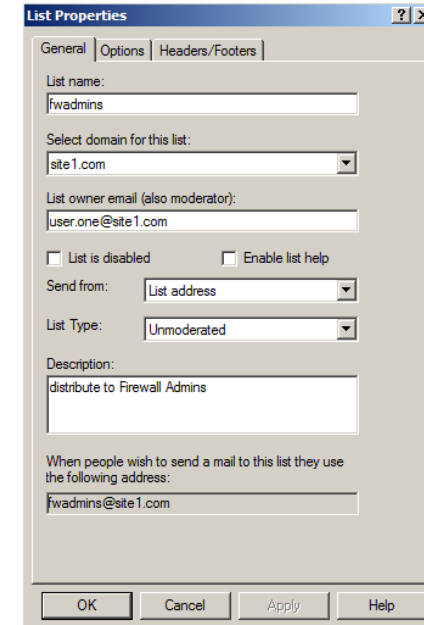 List Properties
General Options Headers/Footers
List name:
fwadmins
Select domain for this list:
site1.com
List owner email (also moderator):
user.one@site1.com
List is disabled Enable list help
Send from: List address
List Type: Unmoderated
Description:
distribute to Firewall Admins
When people wish to send a mail to this list they use
the following address:
fwadmins@site1.com
OK Cancel Apply Help